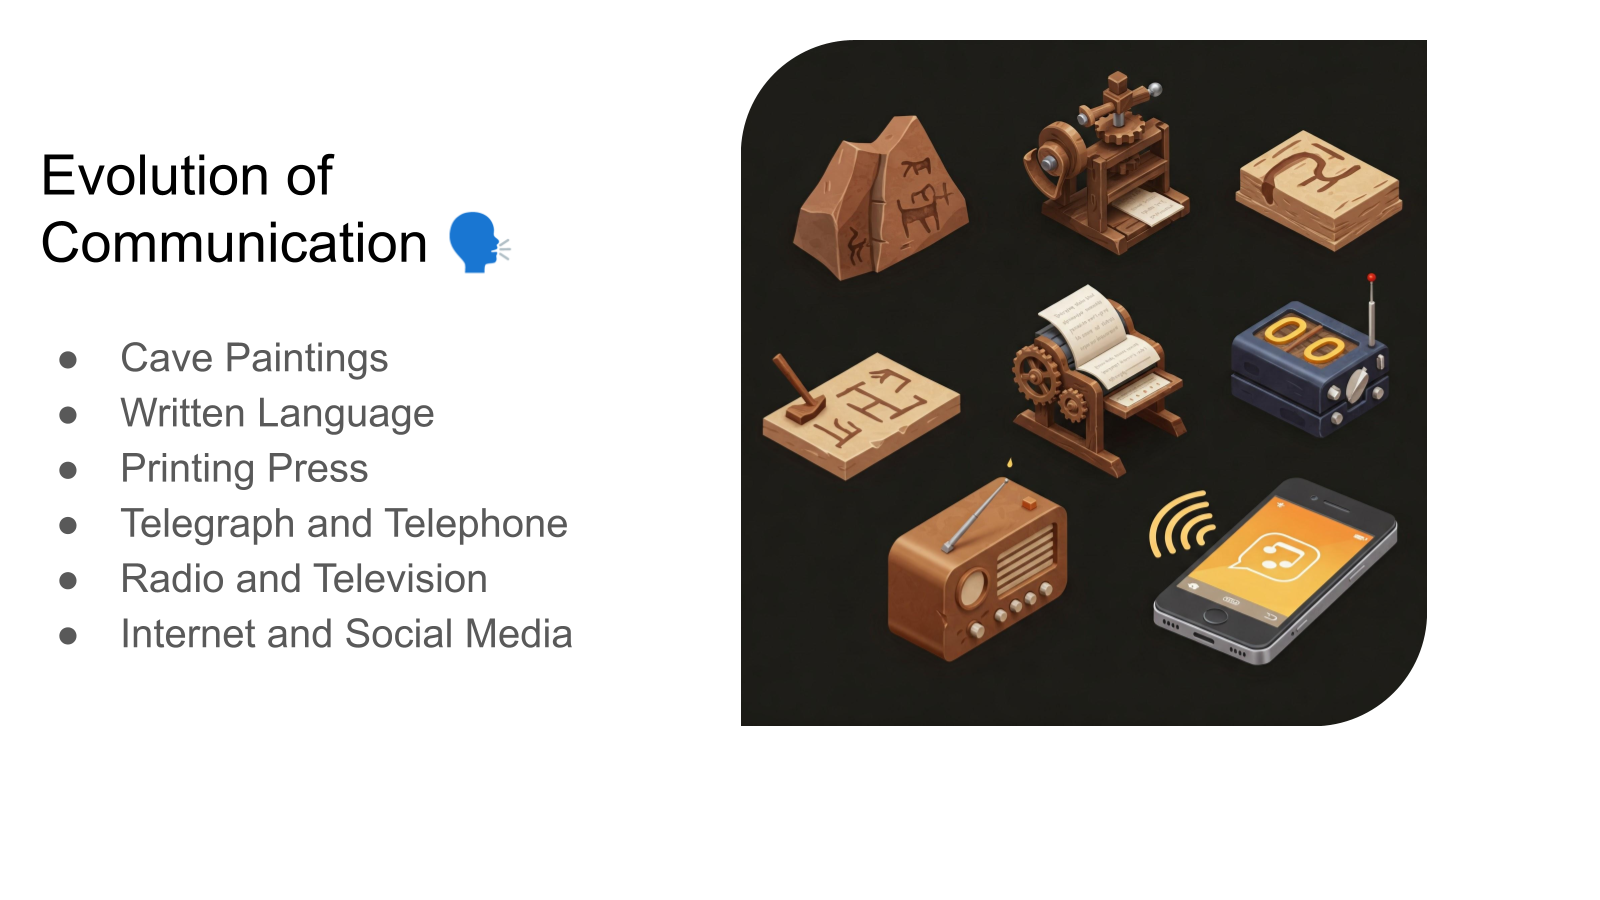 Evolution of
Communication
● Cave Paintings
● Written Language
● Printing Press
● Telegraph and Telephone
● Radio and Television
● Internet and Social Media